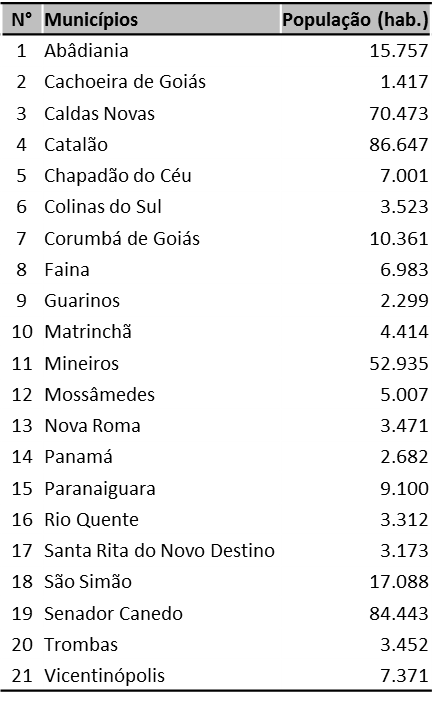 N° Municípios População (hab.)
1 Abâdiania 15.757
2 Cachoeira de Goiás 1.417
3 Caldas Novas 70.473
4 Catalão 86.647
5 Chapadão do Céu 7.001
6 Colinas do Sul 3.523
7 Corumbá de Goiás 10.361
8 Faina 6.983
9 Guarinos 2.299
10 Matrinchã 4.414
11 Mineiros 52.935
12 Mossâmedes 5.007
13 Nova Roma 3.471
14 Panamá 2.682
15 Paranaiguara 9.100
16 Rio Quente 3.312
17 Santa Rita do Novo Destino 3.173
18 São Simão 17.088
19 Senador Canedo 84.443
20 Trombas 3.452
21 Vicentinópolis 7.371